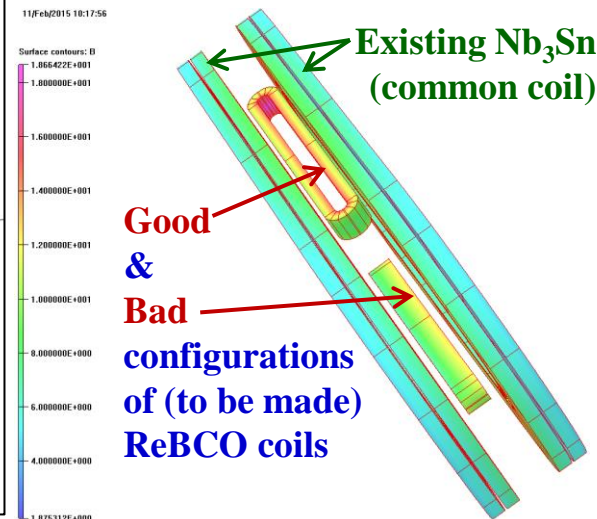 11/Feb/2015 10:17:56
Surface contours: B
1.866422E+001
1.800000E+001
1.600000E+001
1.400000E+001
1.200000E+001
1.000000E+001
8.000000E+000
6.000000E+000
4.000000E+000
1.875312E+000
Existing Nb₃Sn
(common coil)
Good
&
Bad
configurations
of (to be made)
ReBCO coils